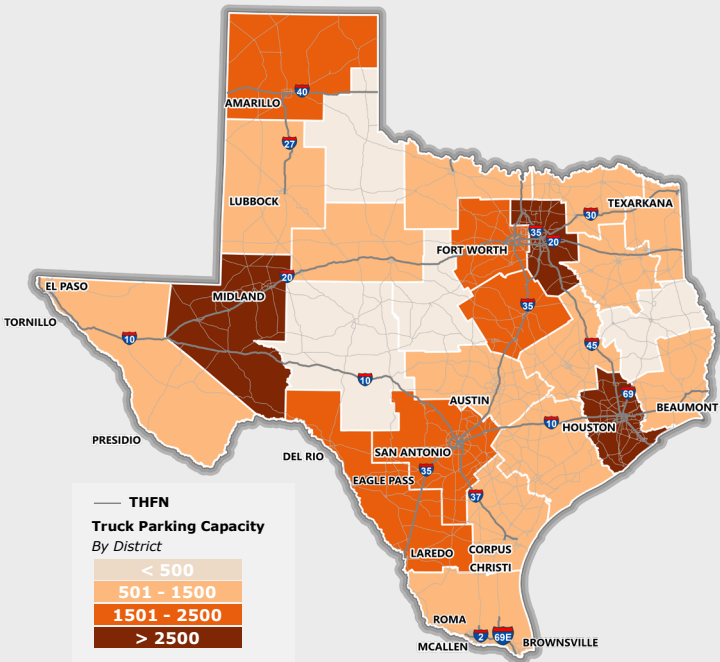 40
AMARILLO
27
LUBBOCK
TEXARKANA
30
35
20
FORT WORTH
20
EL PASO
MIDLAND
35
TORNILLO
10
45
10
69
AUSTIN
BEAUMONT
10
HOUSTON
PRESIDIO
SAN ANTONIO
DEL RIO
35
EAGLE PASS
37
LAREDO
CORPUS
CHRISTI
ROMA
2
69E
BROWNSVILLE
MCALLEN
THFN
Truck Parking Capacity
By District
< 500
501 - 1500
1501 - 2500
> 2500